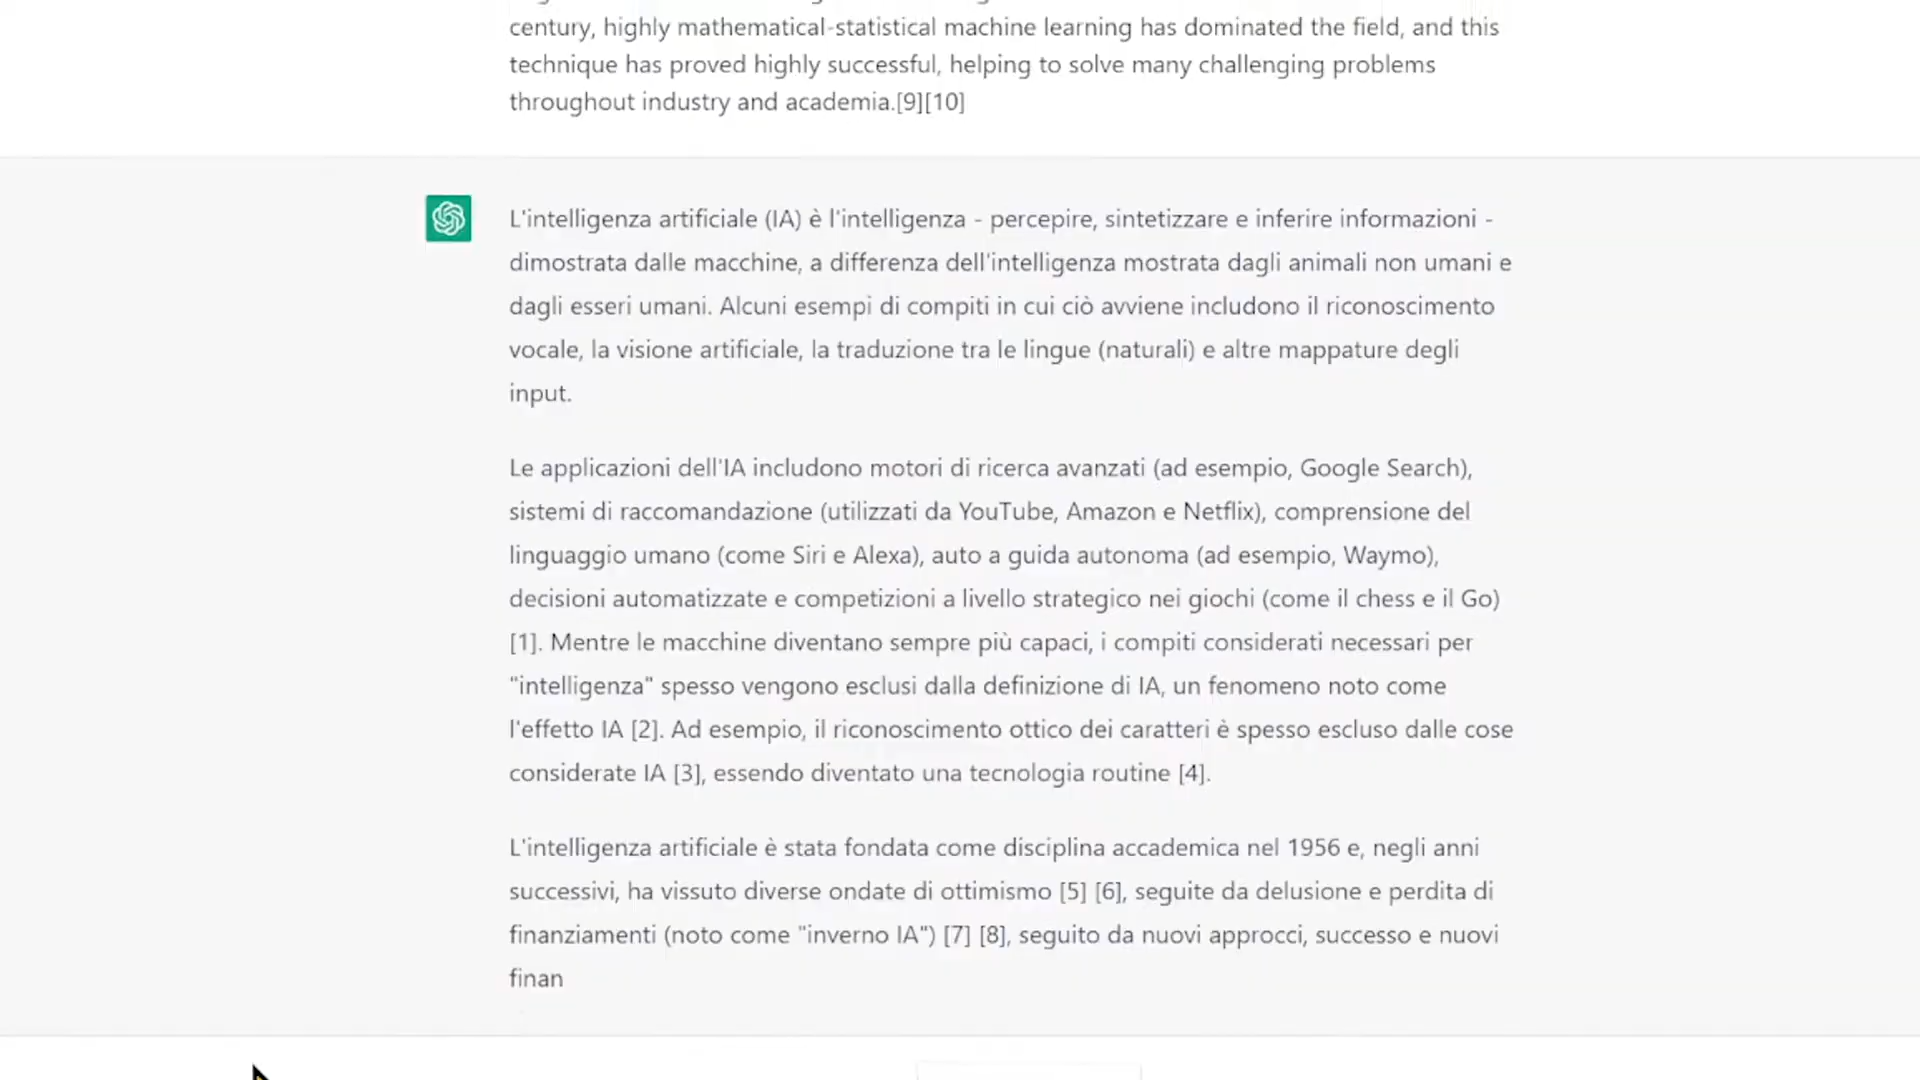 century, highly mathematical-statistical machine learning has dominated the field, and this
technique has proved highly successful, helping to solve many challenging problems
throughout industry and academia.[9][10]
L'intelligenza artificiale (IA) è l'intelligenza - percepire, sintetizzare e inferire informazioni -
dimostrata dalle macchine, a differenza dell'intelligenza mostrata dagli animali non umani e
dagli esseri umani. Alcuni esempi di compiti in cui ciò avviene includono il riconoscimento
vocale, la visione artificiale, la traduzione tra le lingue (naturali) e altre mappature degli
input.
Le applicazioni dell'IA includono motori di ricerca avanzati (ad esempio, Google Search),
sistemi di raccomandazione (utilizzati da YouTube, Amazon e Netflix), comprensione del
linguaggio umano (come Siri e Alexa), auto a guida autonoma (ad esempio, Waymo),
decisioni automatizzate e competizioni a livello strategico nei giochi (come il chess e il Go)
[1]. Mentre le macchine diventano sempre più capaci, i compiti considerati necessari per
"intelligenza" spesso vengono esclusi dalla definizione di IA, un fenomeno noto come
l'effetto IA [2]. Ad esempio, il riconoscimento ottico dei caratteri è spesso escluso dalle cose
considerate IA [3], essendo diventato una tecnologia routine [4].
L'intelligenza artificiale è stata fondata come disciplina accademica nel 1956 e, negli anni
successivi, ha vissuto diverse ondate di ottimismo [5] [6], seguite da delusione e perdita di
finanziamenti (noto come "inverno IA") [7] [8], seguito da nuovi approcci, successo e nuovi
finan